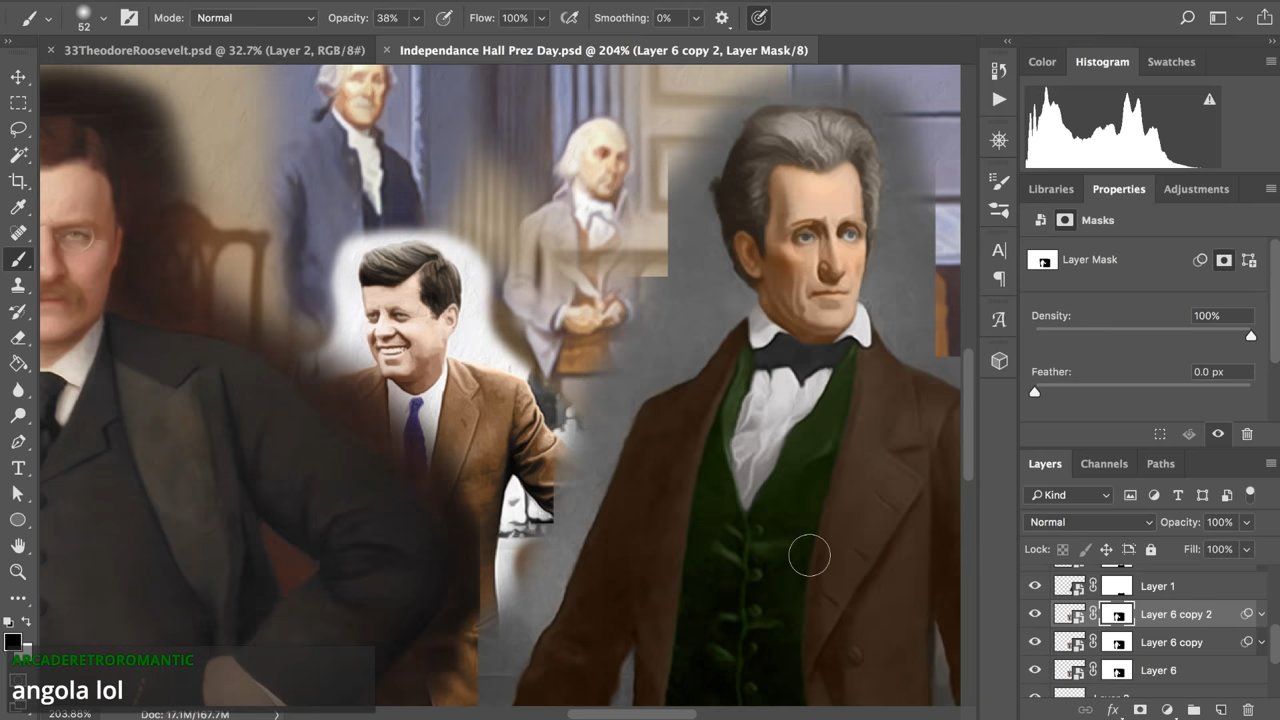 52 Mode: Normal Opacity: 38% Flow: 100% Smoothing: 0%
33TheodoreRoosevelt.psd @ 32.7% (Layer 2, RGB/8#) Independance Hall Prez Day.psd @ 204% (Layer 6 copy 2, Layer Mask/8)
Color Histogram Swatches
Libraries Properties Adjustments
Masks
Layer Mask
Density: 100%
Feather: 0.0 px
Layers Channels Paths
Kind
Normal Opacity: 100%
Lock: Fill: 100%
Layer 1
Layer 6 copy 2
Layer 6 copy
Layer 6
ARCADERETROROMANTIC
angola lol
203.88% Doc: 17.1M/167.7M